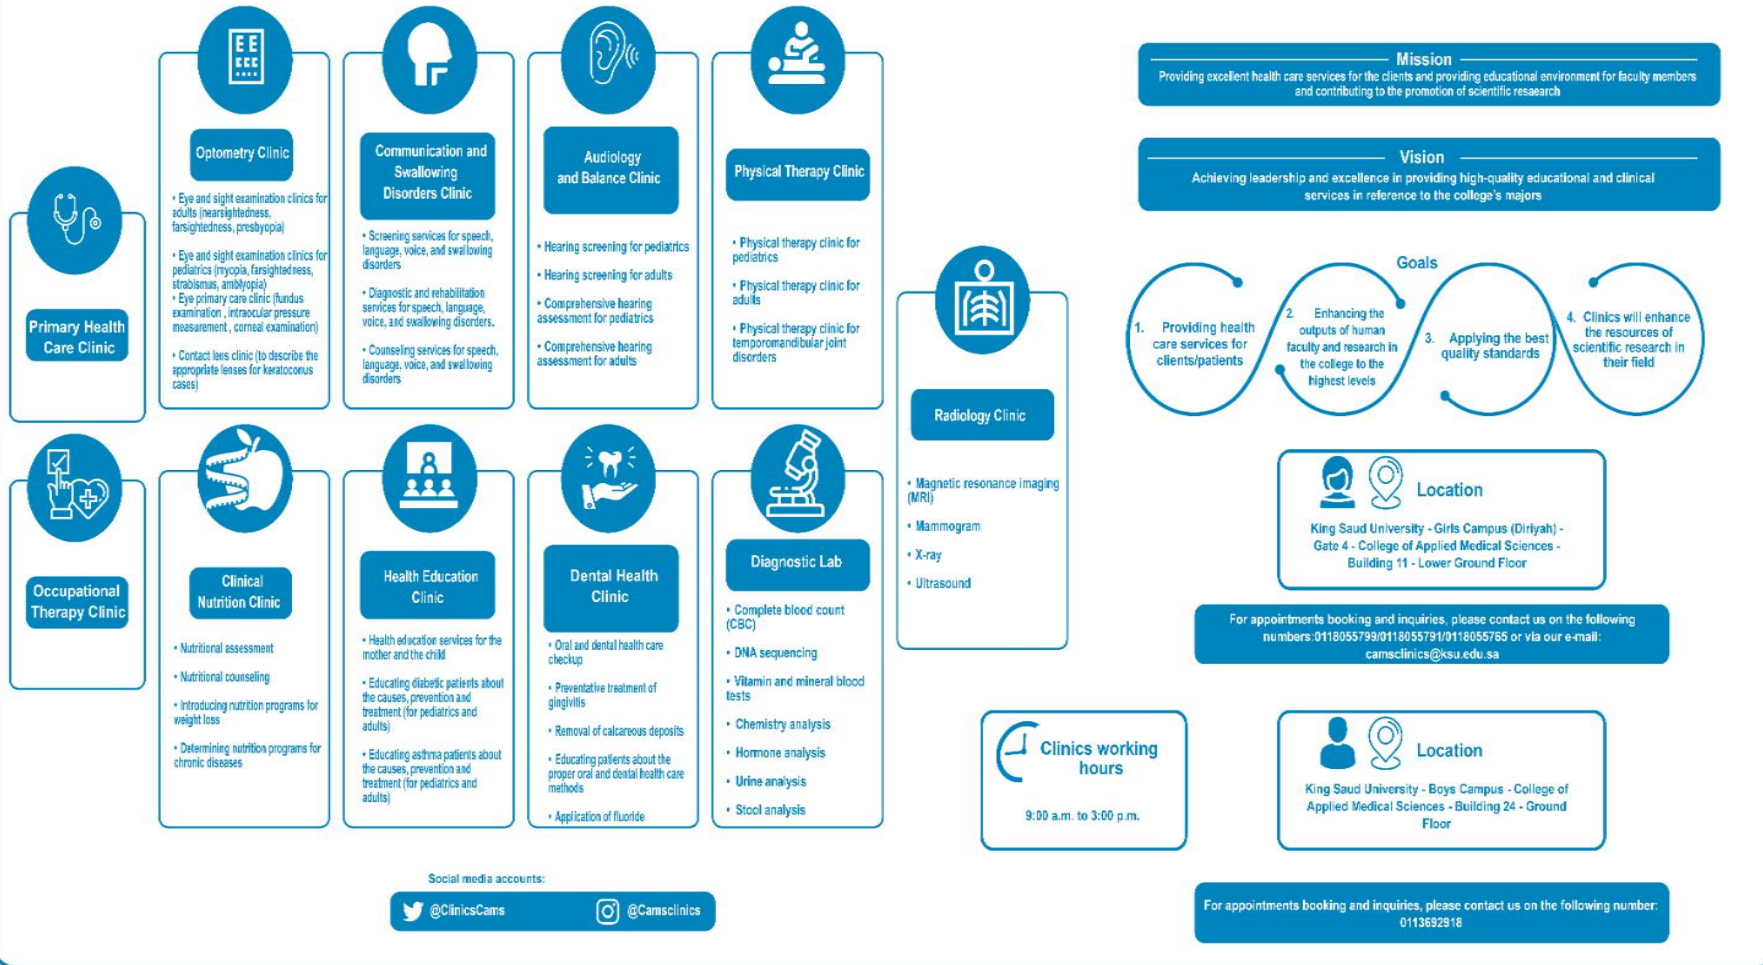 Primary Health
Care Clinic
Optometry Clinic
• Eye and sight examination clinics for
adults (nearsightedness,
farsightedness, presbyopia)
• Eye and sight examination clinics for
pediatrics (myopia, farsightedness,
strabismus, amblyopia)
• Eye primary care clinic (fundus
examination , intraocular pressure
measurement , corneal examination)
• Contact lens clinic (to describe the
appropriate lenses for keratoconus
cases)
Communication and
Swallowing
Disorders Clinic
• Screening services for speech,
language, voice, and swallowing
disorders
• Diagnostic and rehabilitation
services for speech, language,
voice, and swallowing disorders.
• Counseling services for speech,
language, voice, and swallowing
disorders
Audiology
and Balance Clinic
• Hearing screening for pediatrics
• Hearing screening for adults
• Comprehensive hearing
assessment for pediatrics
• Comprehensive hearing
assessment for adults
Physical Therapy Clinic
• Physical therapy clinic for
pediatrics
• Physical therapy clinic for
adults
• Physical therapy clinic for
temporomandibular joint
disorders
Occupational
Therapy Clinic
Clinical
Nutrition Clinic
• Nutritional assessment
• Nutritional counseling
• Introducing nutrition programs for
weight loss
• Determining nutrition programs for
chronic diseases
Health Education
Clinic
• Health education services for the
mother and the child
• Educating diabetic patients about
the causes, prevention and
treatment (for pediatrics and
adults)
• Educating asthma patients about
the causes, prevention and
treatment (for pediatrics and
adults)
Dental Health
Clinic
• Oral and dental health care
checkup
• Preventative treatment of
gingivitis
• Removal of calcareous deposits
• Educating patients about the
proper oral and dental health care
methods
• Application of fluoride
Diagnostic Lab
• Complete blood count
(CBC)
• DNA sequencing
• Vitamin and mineral blood
tests
• Chemistry analysis
• Hormone analysis
• Urine analysis
• Stool analysis
Radiology Clinic
• Magnetic resonance imaging
(MRI)
• Mammogram
• X-ray
• Ultrasound
Social media accounts:
@ClinicsCams
@Camsclinics
Mission
Providing excellent health care services for the clients and providing educational environment for faculty members
and contributing to the promotion of scientific resaearch
Vision
Achieving leadership and excellence in providing high-quality educational and clinical
services in reference to the college's majors
Goals
1. Providing health
care services for
clients/patients
2. Enhancing the
outputs of human
faculty and research in
the college to the
highest levels
3. Applying the best
quality standards
4. Clinics will enhance
the resources of
scientific research in
their field
Location
King Saud University - Girls Campus (Diriyah) -
Gate 4 - College of Applied Medical Sciences -
Building 11 - Lower Ground Floor
For appointments booking and inquiries, please contact us on the following
numbers:0118055799/0118055791/0118055765 or via our e-mail:
camsclinics@ksu.edu.sa
Clinics working
hours
9:00 a.m. to 3:00 p.m.
Location
King Saud University - Boys Campus - College of
Applied Medical Sciences - Building 24 - Ground
Floor
For appointments booking and inquiries, please contact us on the following number:
0113692918